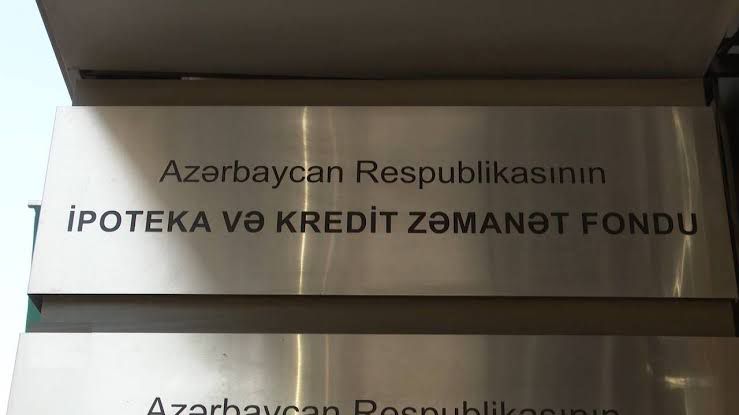 Azərbaycan Respublikasının
İPOTEKA VƏ KREDİT ZƏMANƏT FONDU
Azərbaycan Respublikasının